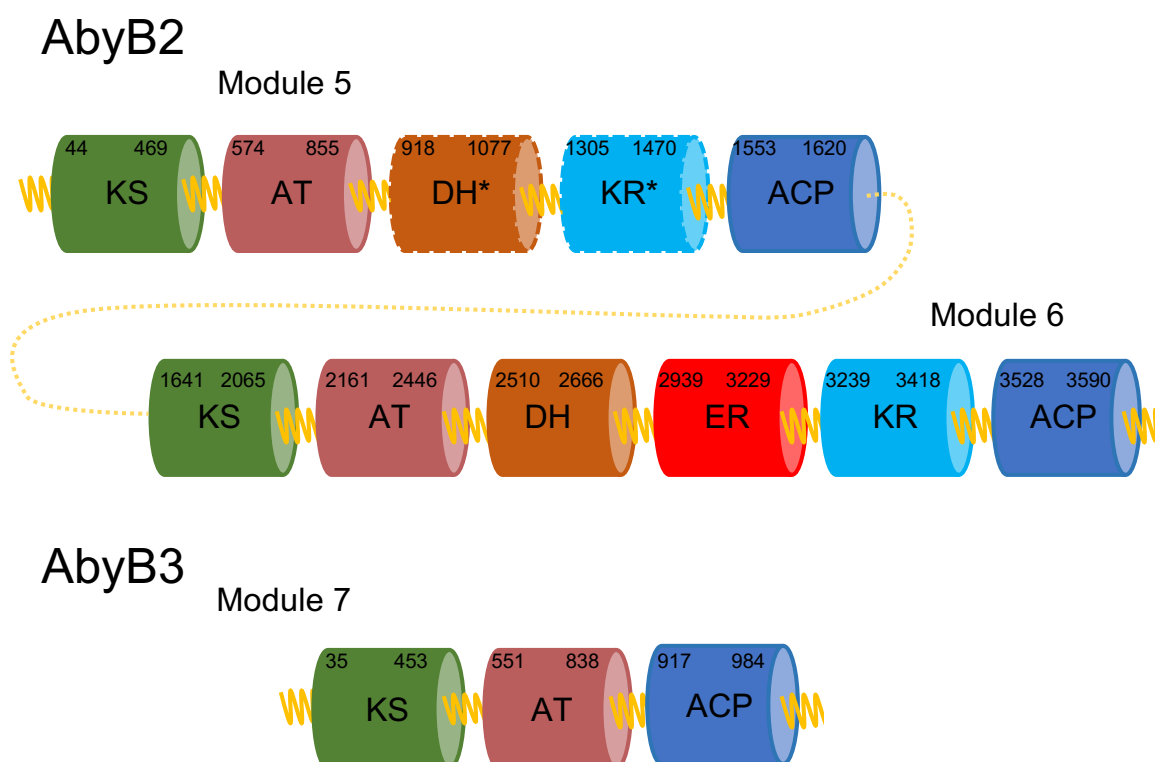 AbyB2
Module 5
44 469 574 855 918 1077 1305 1470 1553 1620
KS AT DH* KR* ACP
Module 6
1641 2065 2161 2446 2510 2666 2939 3229 3239 3418 3528 3590
KS AT DH ER KR ACP
AbyB3
Module 7
35 453 551 838 917 984
KS AT ACP